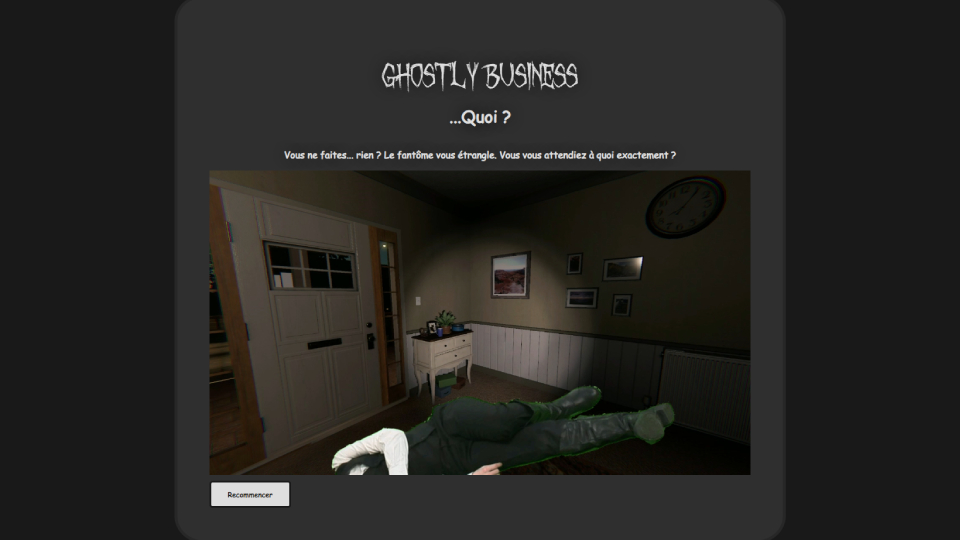 GHOSTLY BUSINESS
...Quoi ?
Vous ne faites... rien ? Le fantôme vous étrangle. Vous vous attendiez à quoi exactement ?
Recommencer